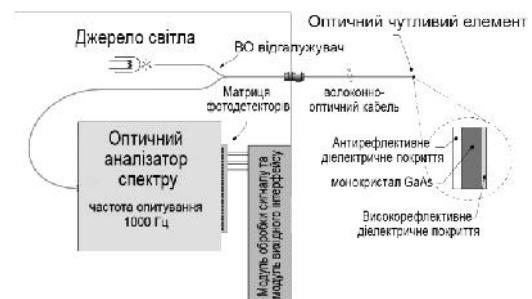 Оптичний чутливий елемент
Джерело світла
ВО відгалужувач
Матриця
фотодетекторів
волоконно-
оптичний кабель
Оптичний
аналізатор
спектру
частота опитування
1000 Гц
Модуль обробки сигналу та
модуль вихідного інтерфейсу
Антирефлективне
діелектричне покриття
монокристал GaAs
Високорефлективне
діелектричне покриття